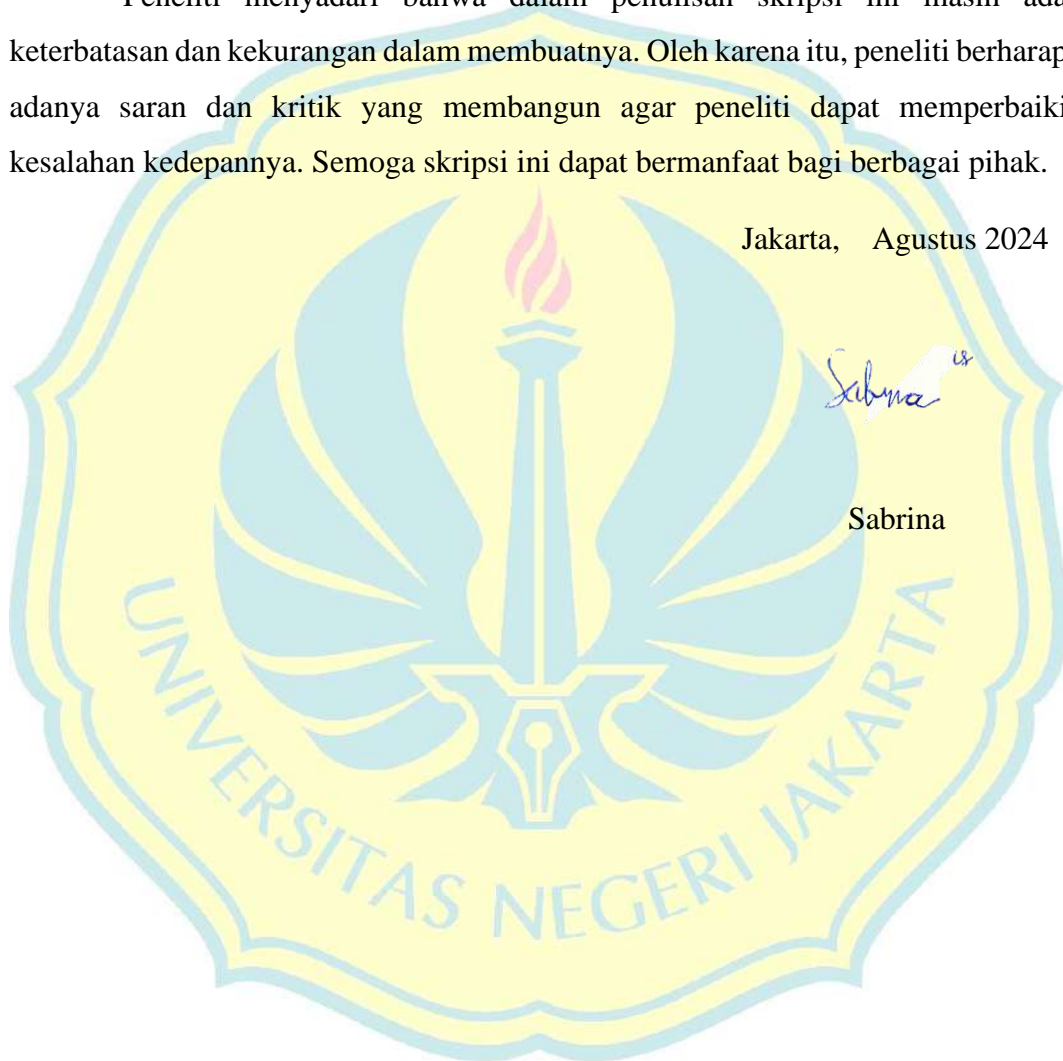 Peneliti menyadari bahwa dalam penulisan skripsi ini masih ada
keterbatasan dan kekurangan dalam membuatnya. Oleh karena itu, peneliti berharap
adanya saran dan kritik yang membangun agar peneliti dapat memperbaiki
kesalahan kedepannya. Semoga skripsi ini dapat bermanfaat bagi berbagai pihak.
Jakarta, Agustus 2024
Sabrina
Sabrina
UNIVERSITAS NEGERI JAKARTA